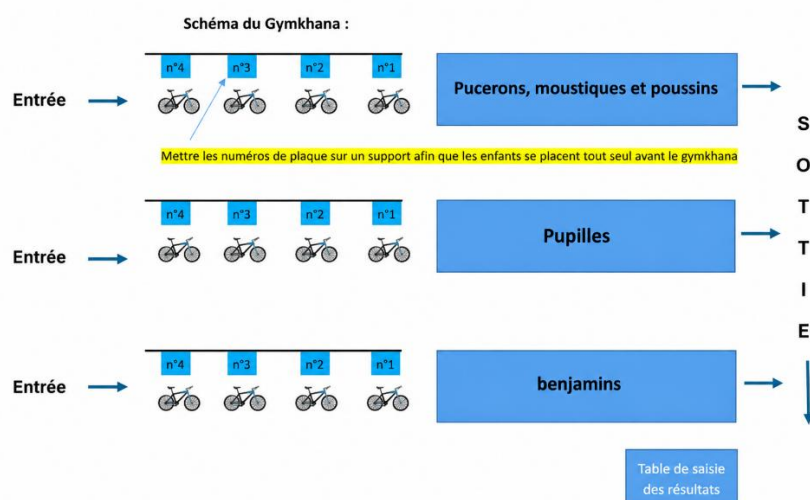 Schéma du Gymkhana :
n°4 n°3 n°2 n°1
Entrée
Pucerons, moustiques et poussins
Mettre les numéros de plaque sur un support afin que les enfants se placent tout seul avant le gymkhana
n°4 n°3 n°2 n°1
Entrée
Pupilles
n°4 n°3 n°2 n°1
Entrée
benjamins
S
O
T
T
I
E
Table de saisie
des résultats